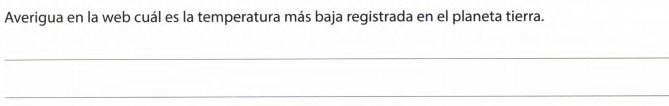 Averigua en la web cuál es la temperatura más baja registrada en el planeta tierra.